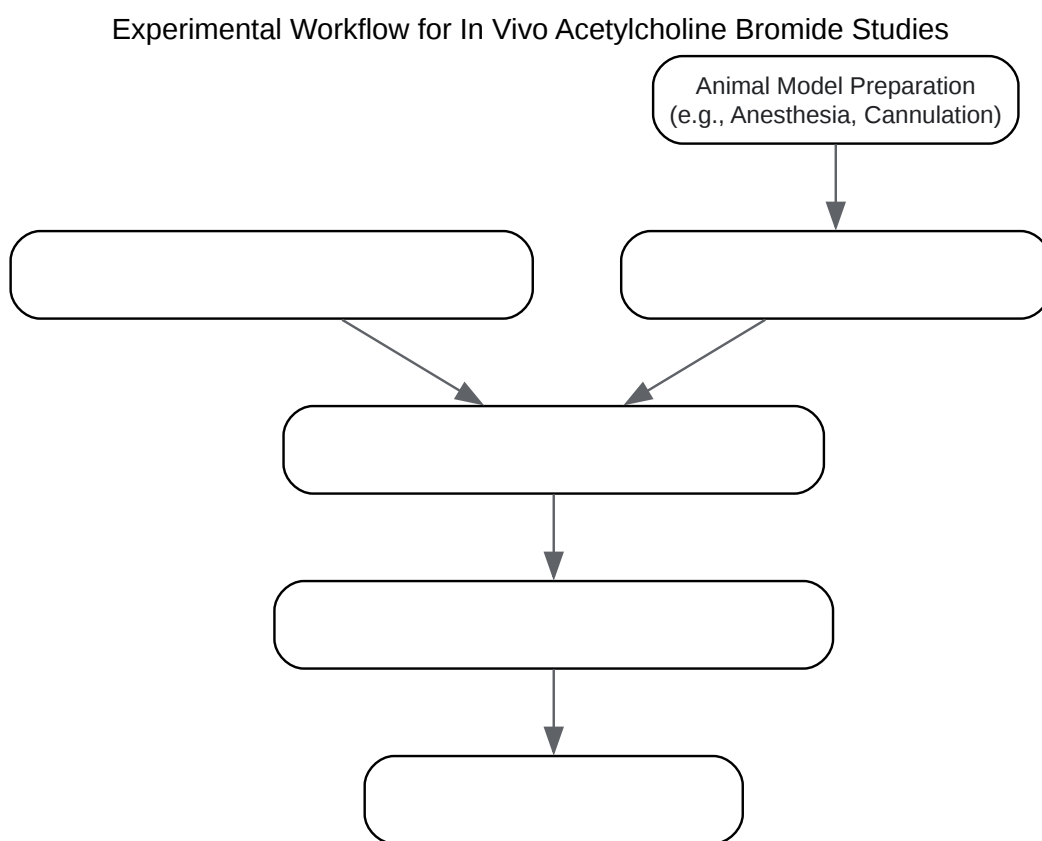 Experimental Workflow for In Vivo Acetylcholine Bromide Studies
Animal Model Preparation
(e.g., Anesthesia, Cannulation)